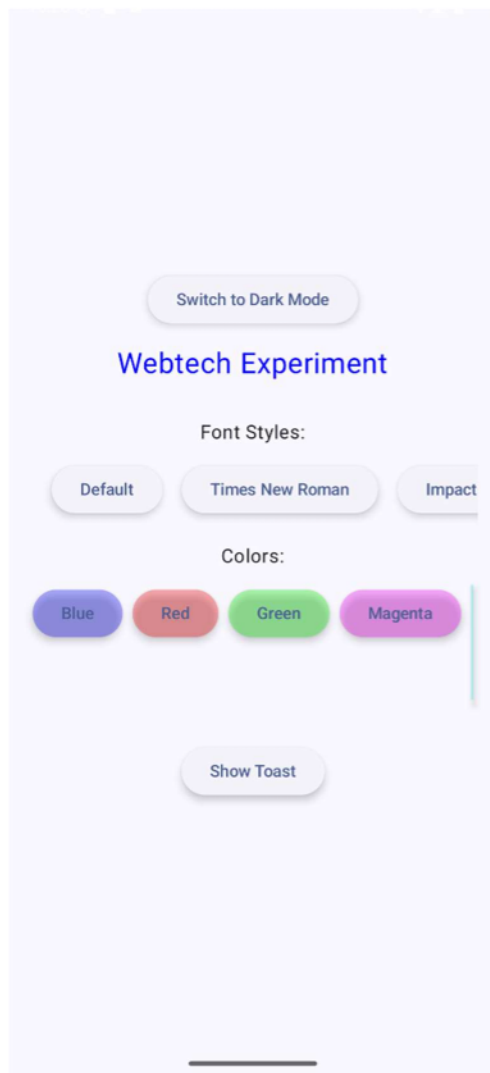 Switch to Dark Mode
Webtech Experiment
Font Styles:
Default Times New Roman Impact
Colors:
Blue Red Green Magenta
Show Toast